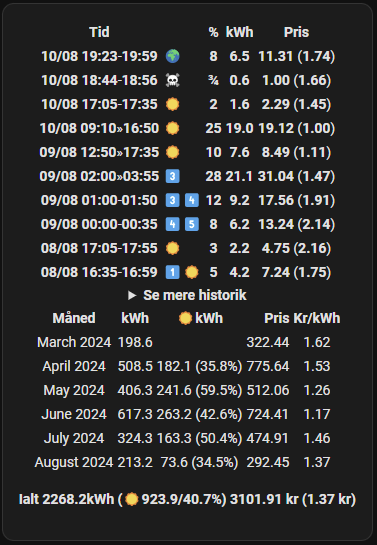 Tid % kWh Pris
10/08 19:23-19:59 🌍 8 6.5 11.31 (1.74)
10/08 18:44-18:56 ☠️ ¾ 0.6 1.00 (1.66)
10/08 17:05-17:35 ☀️ 2 1.6 2.29 (1.45)
10/08 09:10»16:50 ☀️ 25 19.0 19.12 (1.00)
09/08 12:50»17:35 ☀️ 10 7.6 8.49 (1.11)
09/08 02:00»03:55 3️⃣ 28 21.1 31.04 (1.47)
09/08 01:00-01:50 3️⃣ 4️⃣ 12 9.2 17.56 (1.91)
09/08 00:00-00:35 4️⃣ 5️⃣ 8 6.2 13.24 (2.14)
08/08 17:05-17:55 ☀️ 3 2.2 4.75 (2.16)
08/08 16:35-16:59 1️⃣ ☀️ 5 4.2 7.24 (1.75)
▶ Se mere historik
Måned kWh ☀️ kWh Pris Kr/kWh
March 2024 198.6 322.44 1.62
April 2024 508.5 182.1 (35.8%) 775.64 1.53
May 2024 406.3 241.6 (59.5%) 512.06 1.26
June 2024 617.3 263.2 (42.6%) 724.41 1.17
July 2024 324.3 163.3 (50.4%) 474.91 1.46
August 2024 213.2 73.6 (34.5%) 292.45 1.37
Ialt 2268.2kWh (☀️ 923.9/40.7%) 3101.91 kr (1.37 kr)